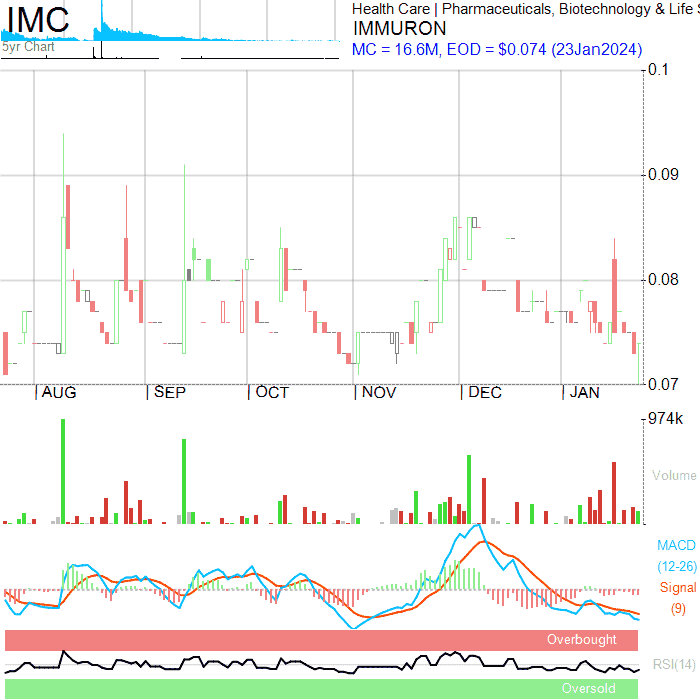 IMC
5yr Chart
Health Care | Pharmaceuticals, Biotechnology & Life
IMMURON
MC = 16.6M, EOD = $0.074 (23Jan2024)
0.1
0.09
0.08
0.07
AUG SEP OCT NOV DEC JAN
974k
Volume
MACD
(12-26)
Signal
(9)
Overbought
RSI(14)
Oversold